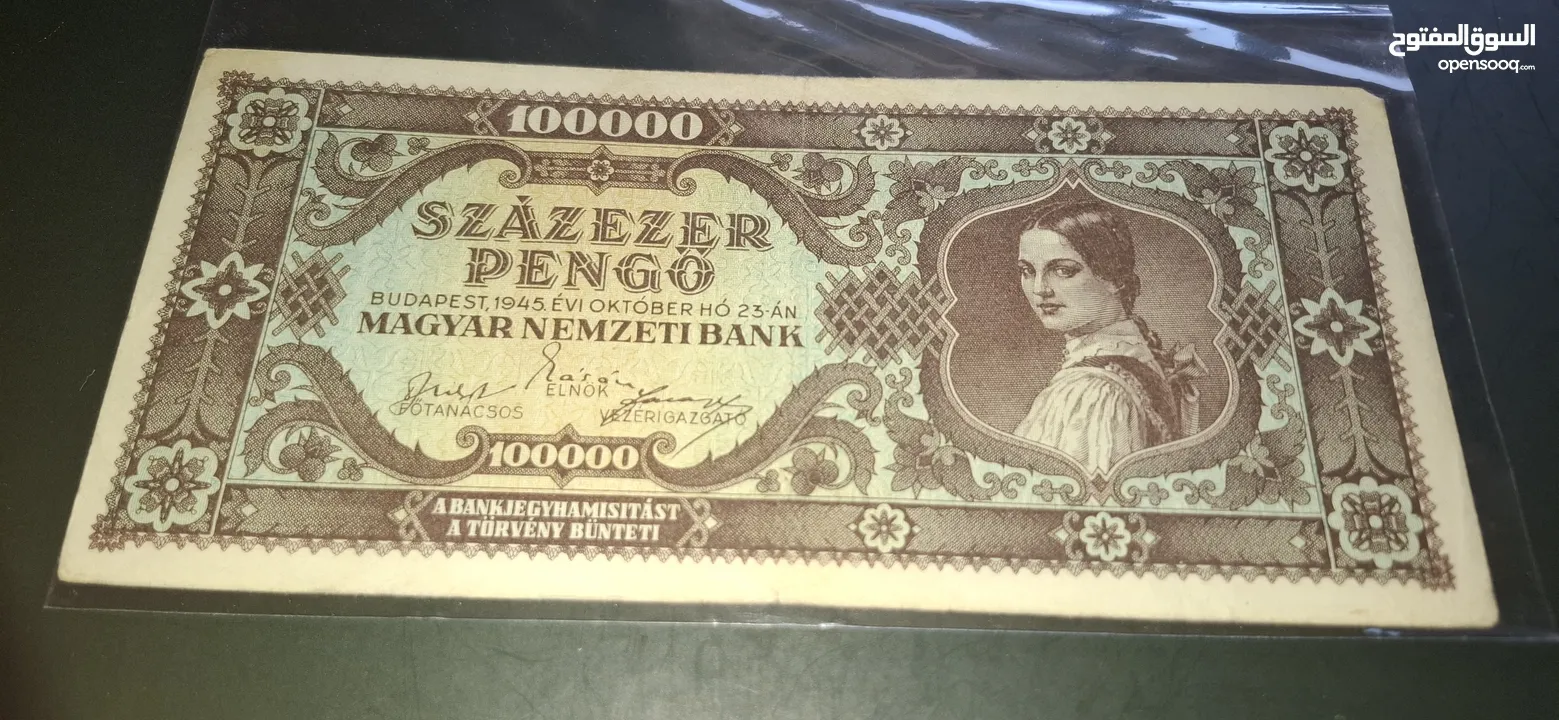 السوق المفتوح
opensooq.com
100000
SZÁZEZER
PENGŐ
BUDAPEST, 1945. ÉVI OKTÓBER HÓ 23-ÁN
MAGYAR NEMZETI BANK
ELNÖK
FŐTANÁCSOS
VEZÉRIGAZGATÓ
100000
A BANKJEGYHAMISITÁST
A TÖRVÉNY BÜNTETI